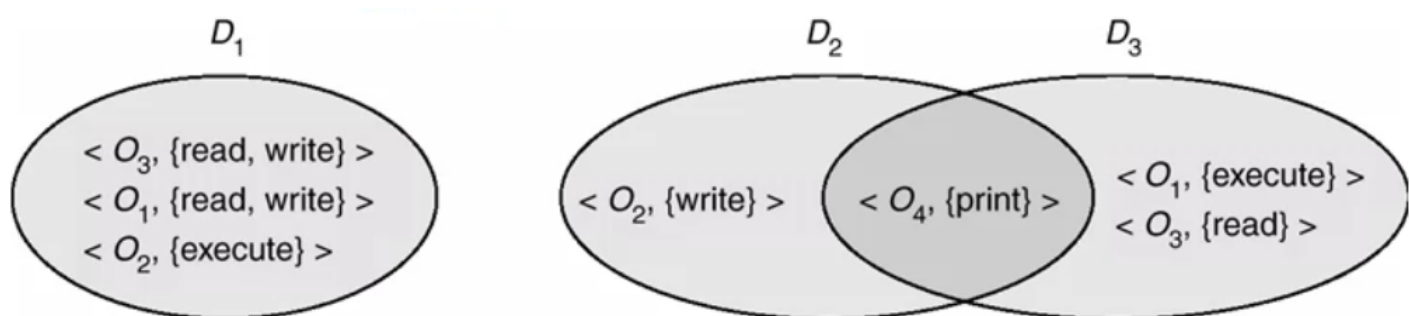 D₁
D₂
D₃
< O₃, {read, write} >
< O₁, {read, write} >
< O₂, {execute} >
< O₂, {write} >
< O₄, {print} >
< O₁, {execute} >
< O₃, {read} >